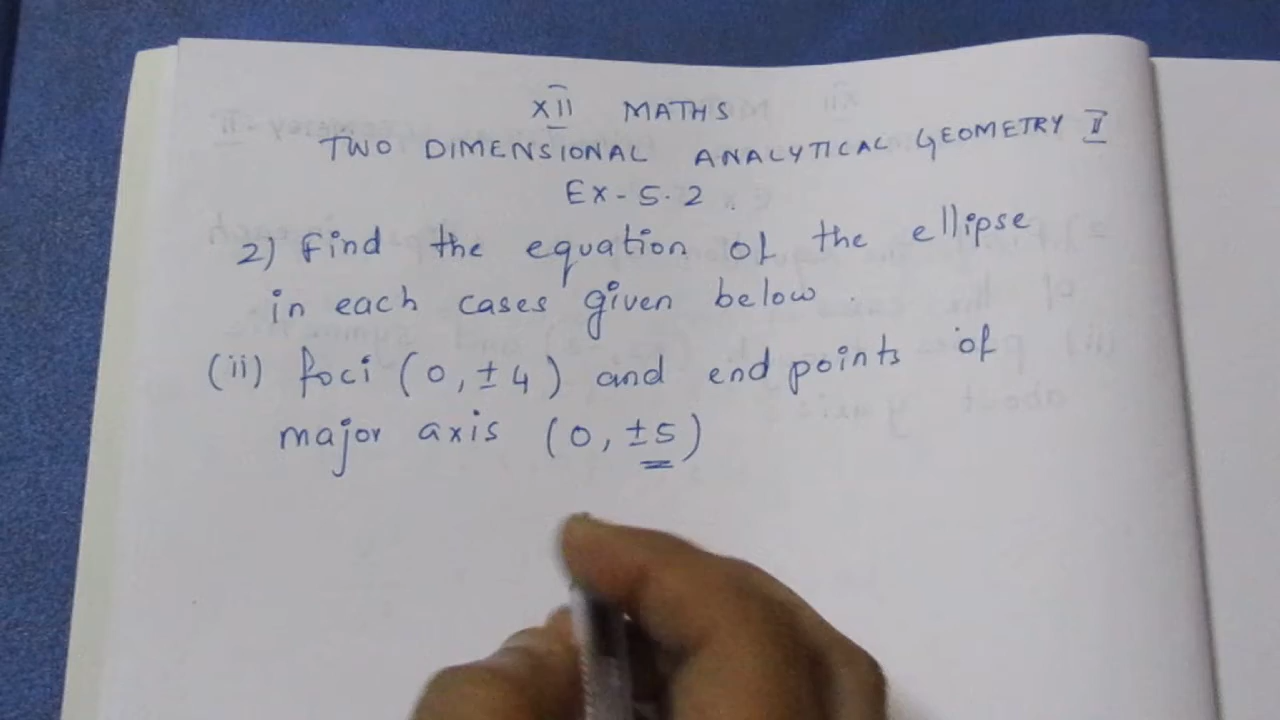 XII MATHS
TWO DIMENSIONAL ANALYTICAL GEOMETRY II
EX-5.2
2) Find the equation of the ellipse
in each cases given below.
(ii) foci (0, ±4) and end points of
major axis (0, ±5)